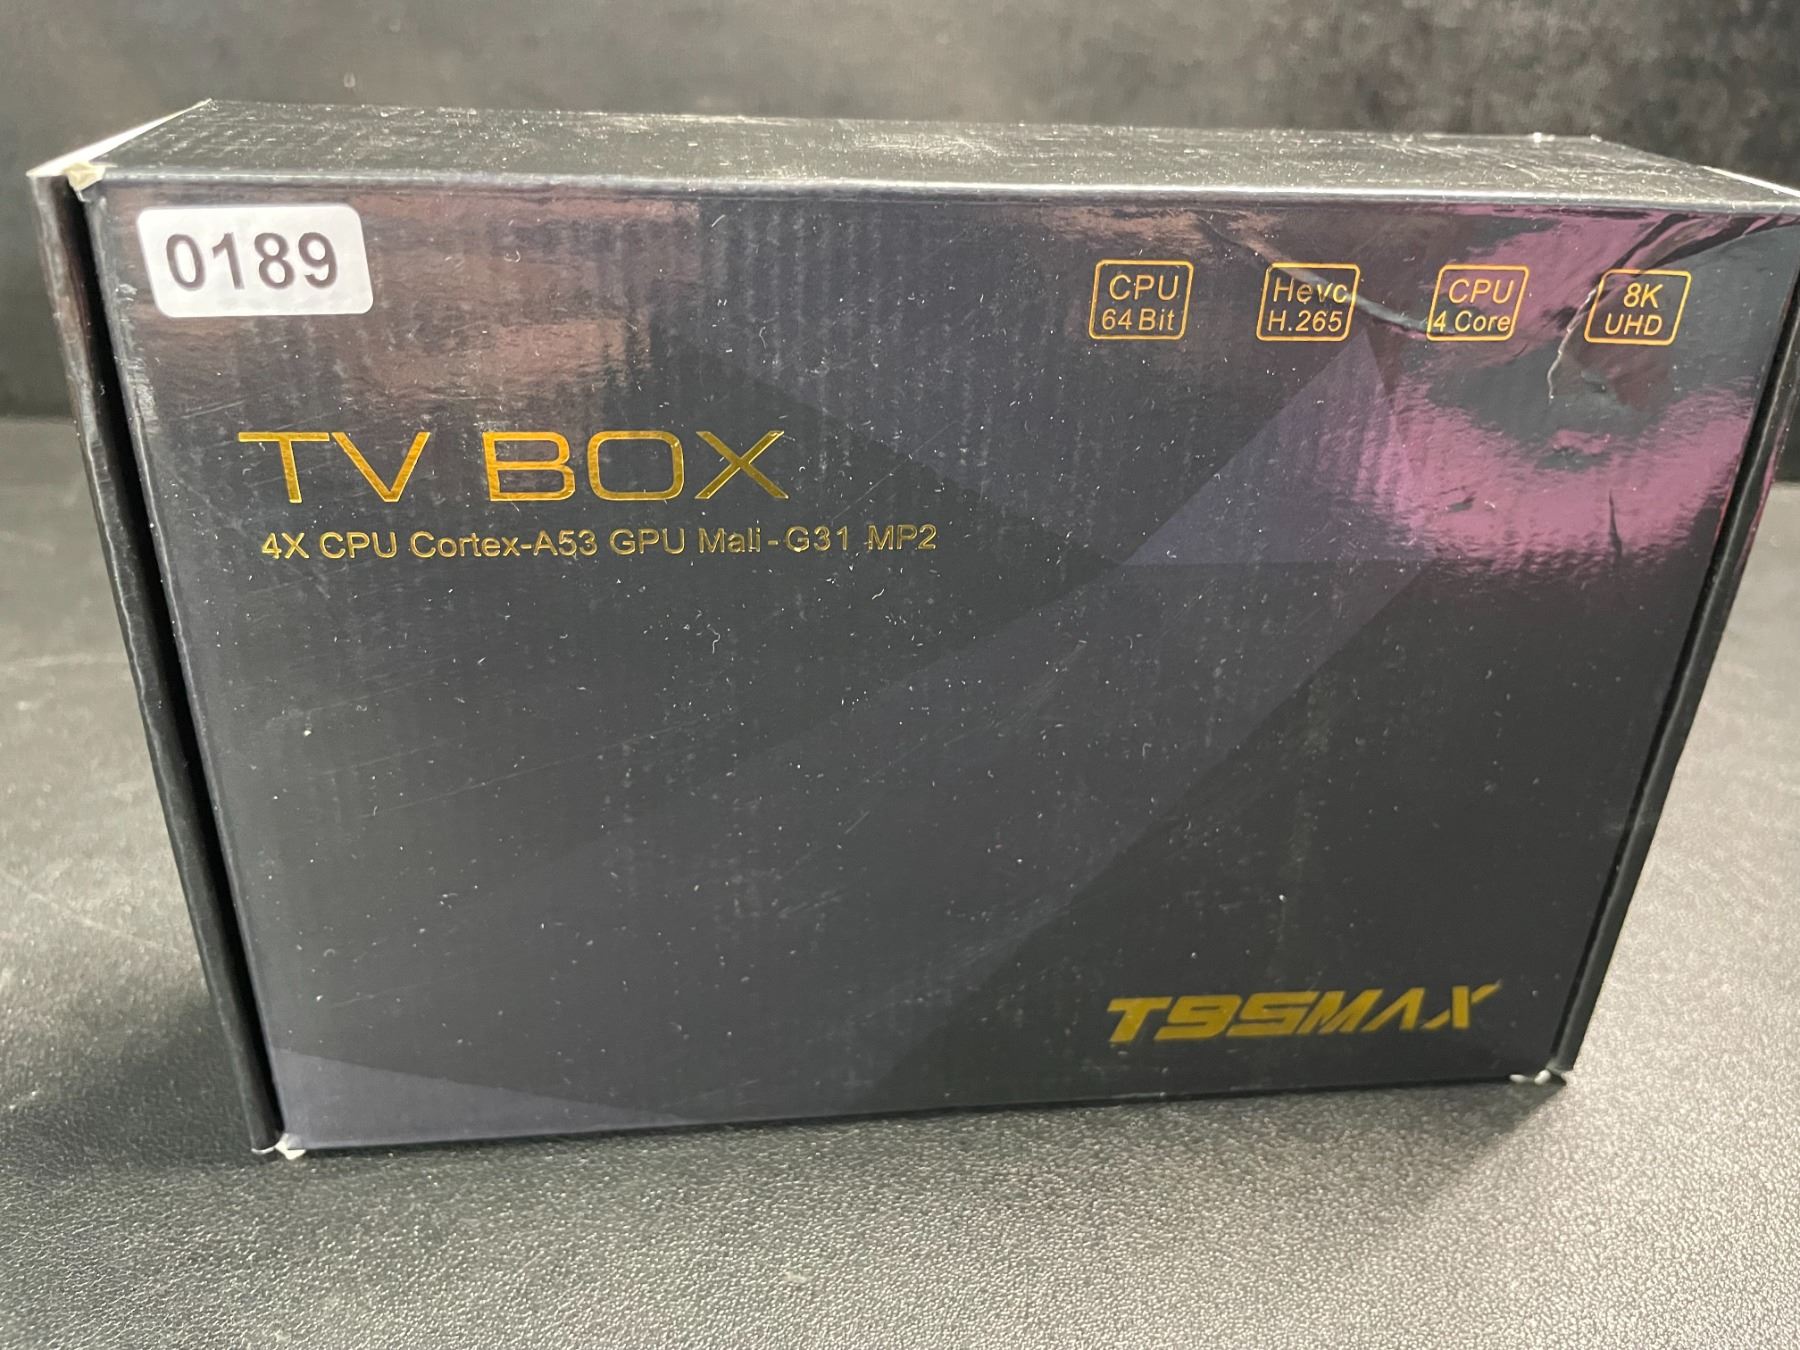 0189
CPU
64 Bit
Hevc
H.265
CPU
4 Core
8K
UHD
TV BOX
4X CPU Cortex-A53 GPU Mali-G31 MP2
T95MAX